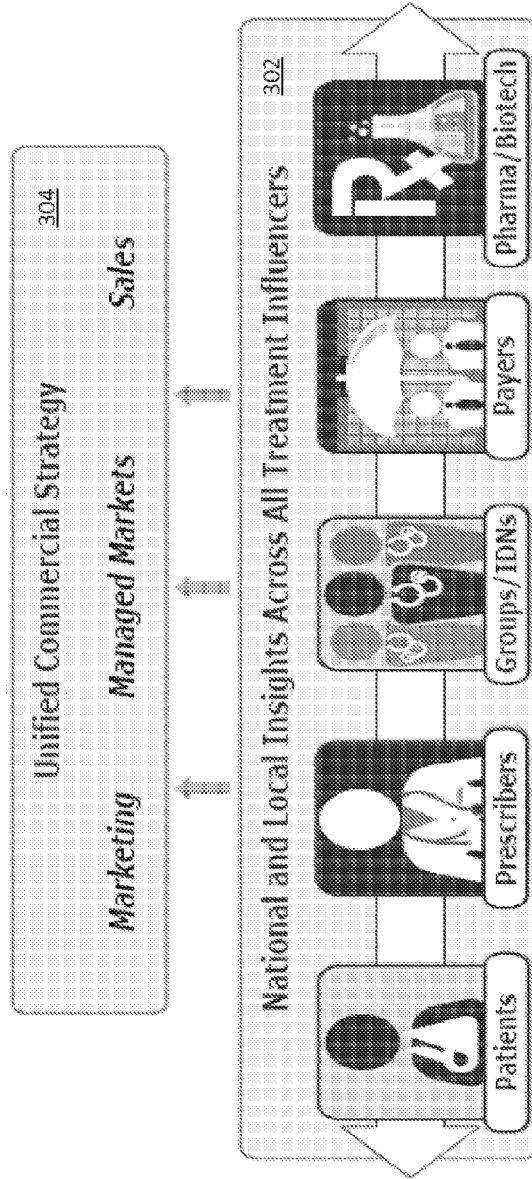 304
Unified Commercial Strategy
Marketing Managed Markets Sales
302
National and Local Insights Across All Treatment Influencers
Rx
Patients Prescribers Groups/IDNs Payers Pharma/Biotech